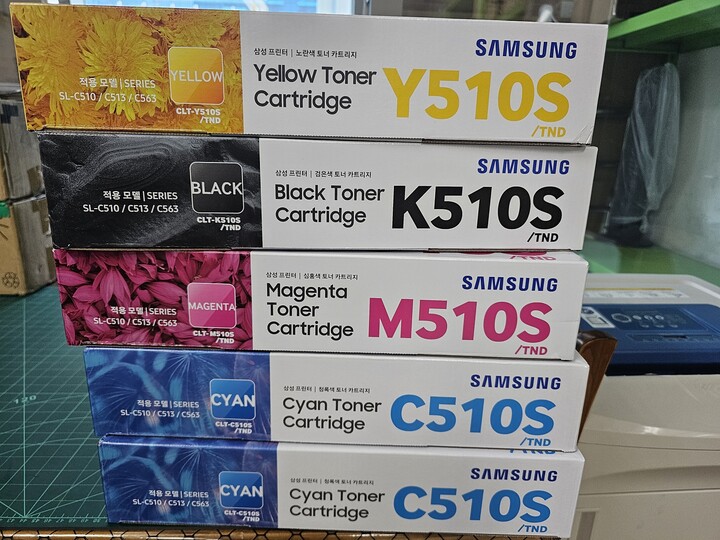 적용 모델 | SERIES
SL-C510 / C513 / C563
YELLOW
CLT-Y510S
/TND
삼성 프린터 | 노란색 토너 카트리지
Yellow Toner
Cartridge
SAMSUNG
Y510S
/TND
적용 모델 | SERIES
SL-C510 / C513 / C563
BLACK
CLT-K510S
/TND
삼성 프린터 | 검은색 토너 카트리지
Black Toner
Cartridge
SAMSUNG
K510S
/TND
적용 모델 | SERIES
SL-C510 / C513 / C563
MAGENTA
CLT-M510S
/TND
삼성 프린터 | 심홍색 토너 카트리지
Magenta
Toner
Cartridge
SAMSUNG
M510S
/TND
적용 모델 | SERIES
SL-C510 / C513 / C563
CYAN
CLT-C510S
/TND
삼성 프린터 | 청록색 토너 카트리지
Cyan Toner
Cartridge
SAMSUNG
C510S
/TND
적용 모델 | SERIES
SL-C510 / C513 / C563
CYAN
CLT-C510S
/TND
삼성 프린터 | 청록색 토너 카트리지
Cyan Toner
Cartridge
SAMSUNG
C510S
/TND
120